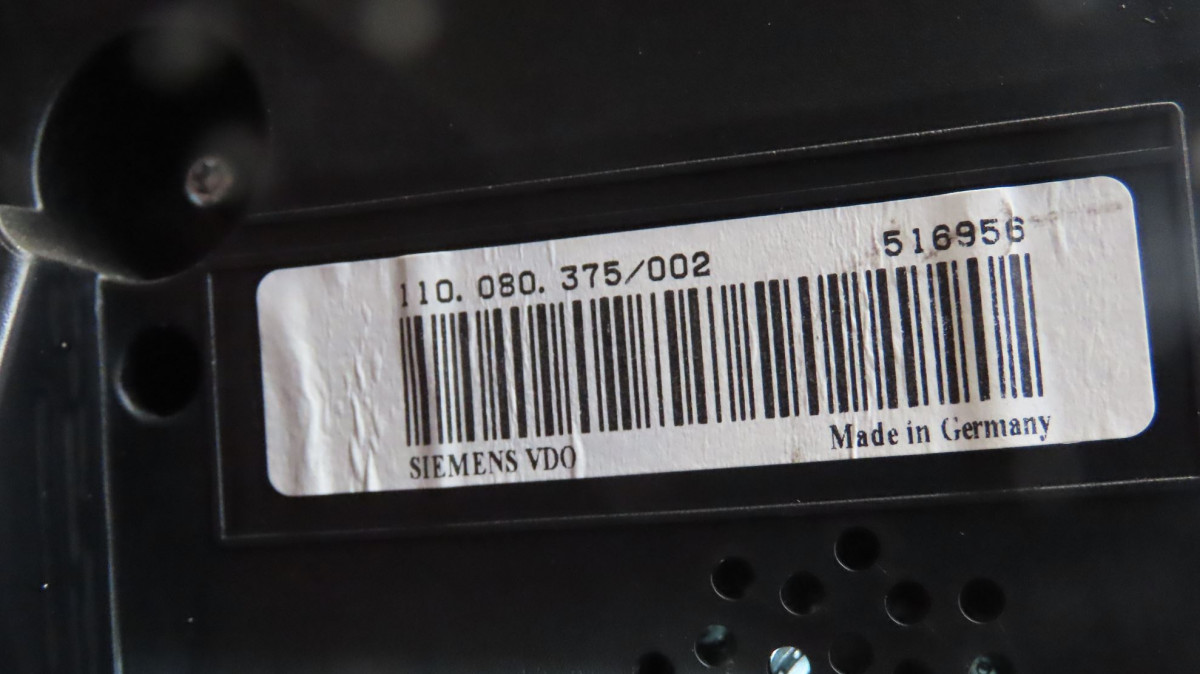 110. 080. 375/002 516956
SIEMENS VDO Made in Germany